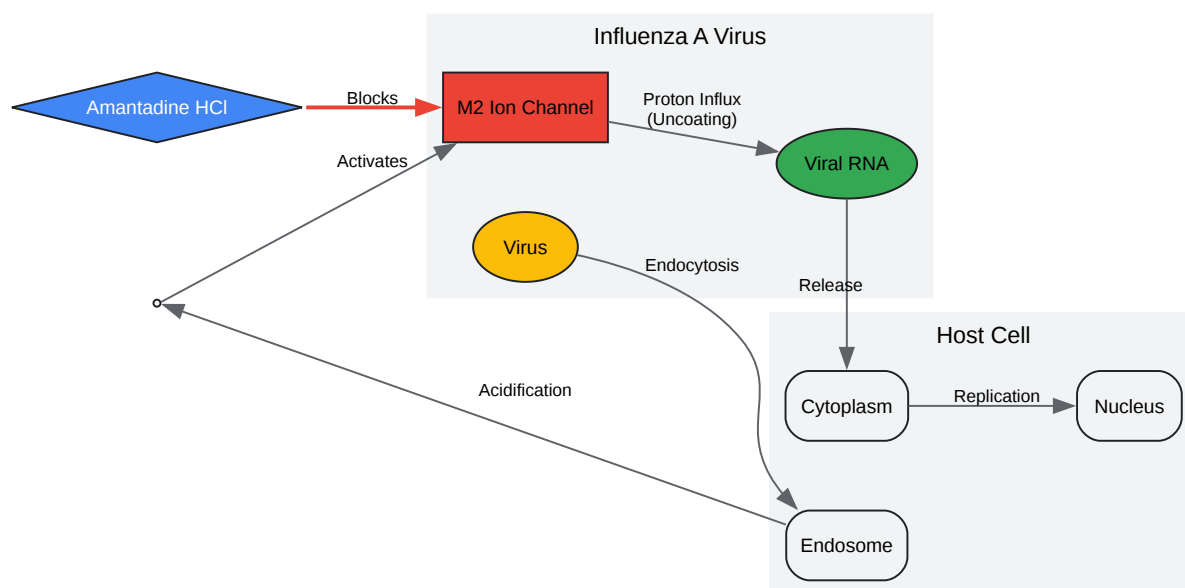 Influenza A Virus
Amantadine HCl
Blocks
M2 Ion Channel
Proton Influx
(Uncoating)
Activates
Viral RNA
Virus
Endocytosis
Release
Host Cell
Acidification
Cytoplasm
Replication
Nucleus
Endosome